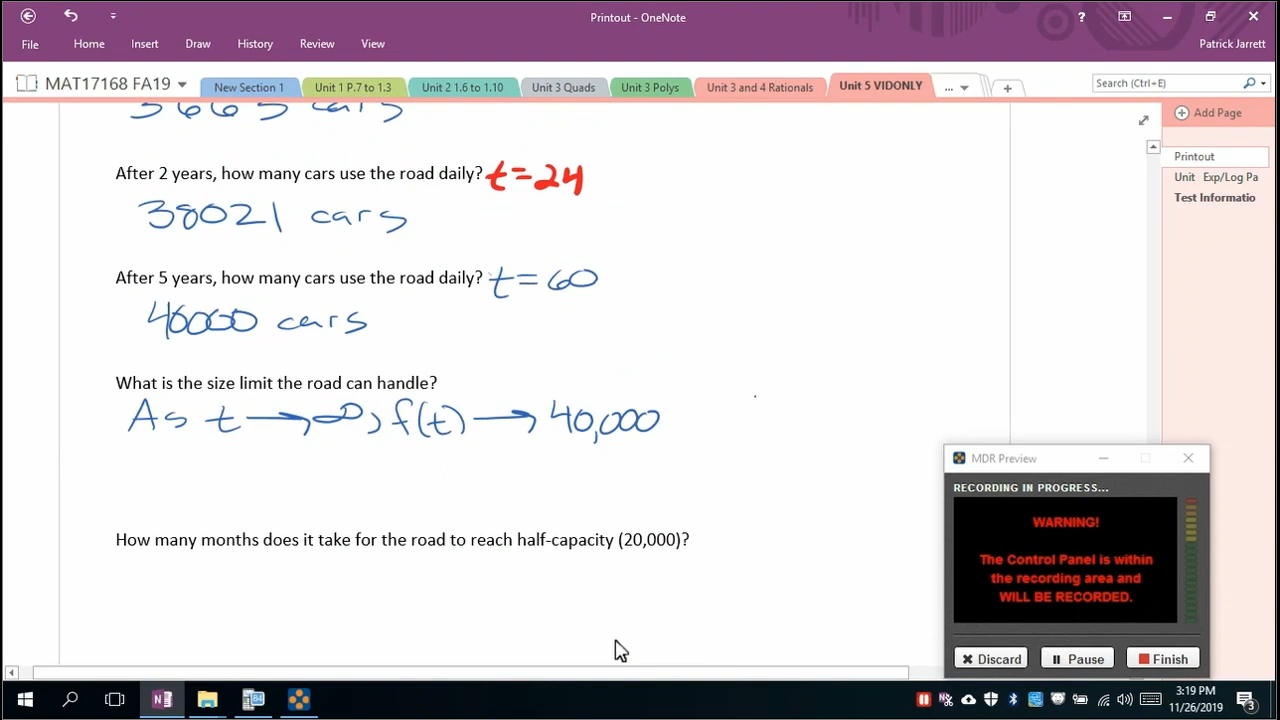 Printout - OneNote
?
File
Home
Insert
Draw
History
Review
View
Patrick Jarrett
MAT17168 FA19
New Section 1
Unit 1 P.7 to 1.3
Unit 2 1.6 to 1.10
Unit 3 Quads
Unit 3 Polys
Unit 3 and 4 Rationals
Unit 5 VIDONLY
...
Search (Ctrl+E)
Add Page
Printout
Unit Exp/Log Pa
Test Informatio
cars
After 2 years, how many cars use the road daily? t=24
38021 cars
After 5 years, how many cars use the road daily? t=60
40000 cars
What is the size limit the road can handle?
As t→∞, f(t)→40,000
How many months does it take for the road to reach half-capacity (20,000)?
MDR Preview
RECORDING IN PROGRESS...
WARNING!
The Control Panel is within
the recording area and
WILL BE RECORDED.
Discard
Pause
Finish
3:19 PM
11/26/2019
3